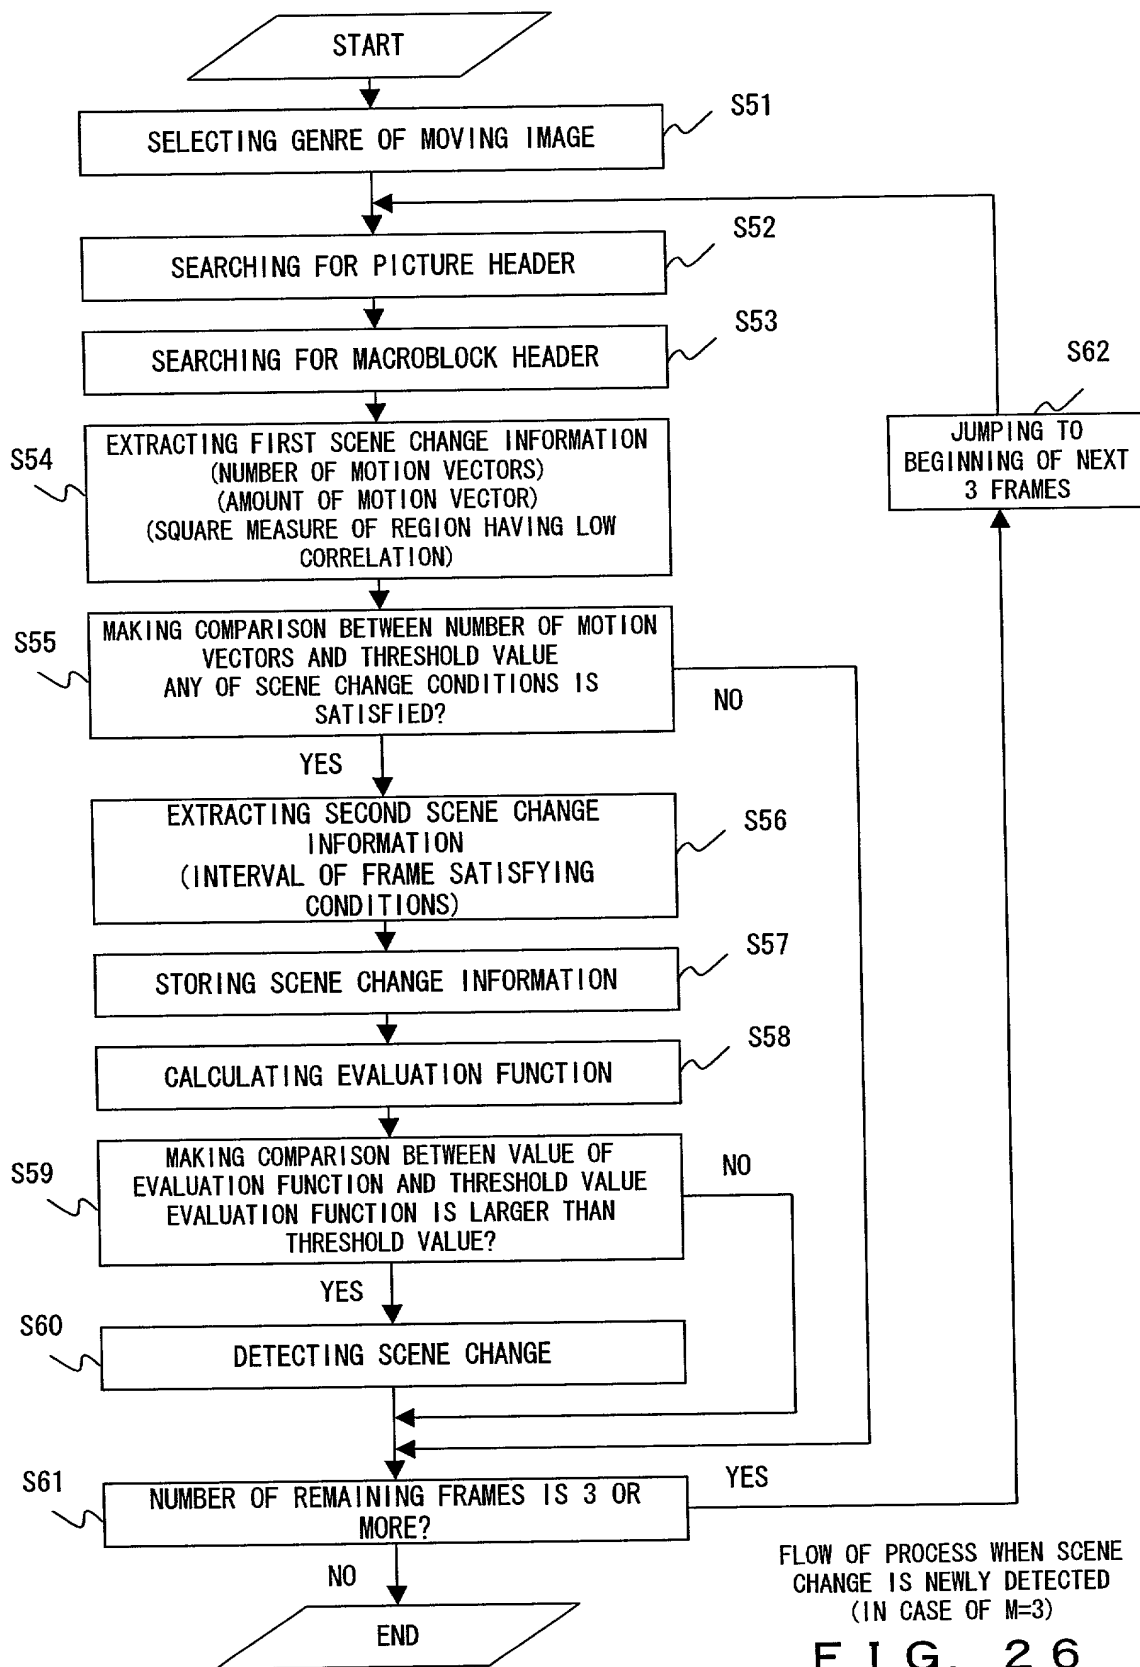 START
SELECTING GENRE OF MOVING IMAGE
S51
SEARCHING FOR PICTURE HEADER
S52
SEARCHING FOR MACROBLOCK HEADER
S53
S62
JUMPING TO
BEGINNING OF NEXT
3 FRAMES
S54
EXTRACTING FIRST SCENE CHANGE INFORMATION
(NUMBER OF MOTION VECTORS)
(AMOUNT OF MOTION VECTOR)
(SQUARE MEASURE OF REGION HAVING LOW
CORRELATION)
S55
MAKING COMPARISON BETWEEN NUMBER OF MOTION
VECTORS AND THRESHOLD VALUE
ANY OF SCENE CHANGE CONDITIONS IS
SATISFIED?
NO
YES
EXTRACTING SECOND SCENE CHANGE
INFORMATION
(INTERVAL OF FRAME SATISFYING
CONDITIONS)
S56
STORING SCENE CHANGE INFORMATION
S57
CALCULATING EVALUATION FUNCTION
S58
S59
MAKING COMPARISON BETWEEN VALUE OF
EVALUATION FUNCTION AND THRESHOLD VALUE
EVALUATION FUNCTION IS LARGER THAN
THRESHOLD VALUE?
NO
YES
S60
DETECTING SCENE CHANGE
S61
NUMBER OF REMAINING FRAMES IS 3 OR
MORE?
YES
NO
END
FLOW OF PROCESS WHEN SCENE
CHANGE IS NEWLY DETECTED
(IN CASE OF M=3)
FIG. 26